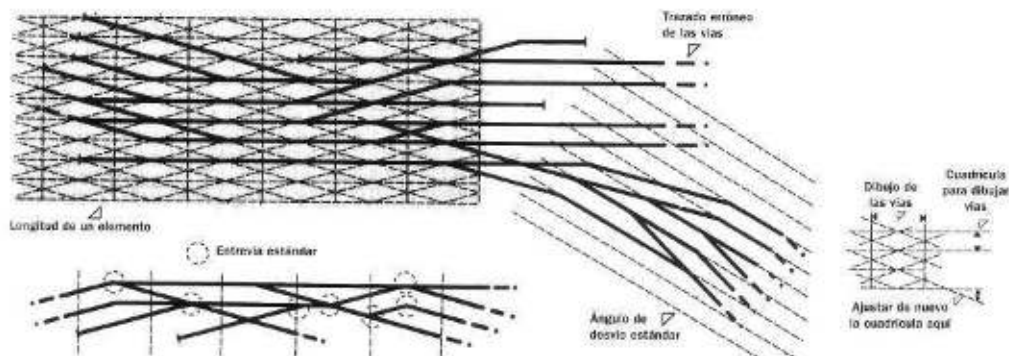 Trazado erróneo
de las vías
Longitud de un elemento
Entrevía estándar
Ángulo de
desvío estándar
Dibujo de
las vías
Cuadrícula
para dibujar
vías
Ajustar de nuevo
la cuadrícula aquí